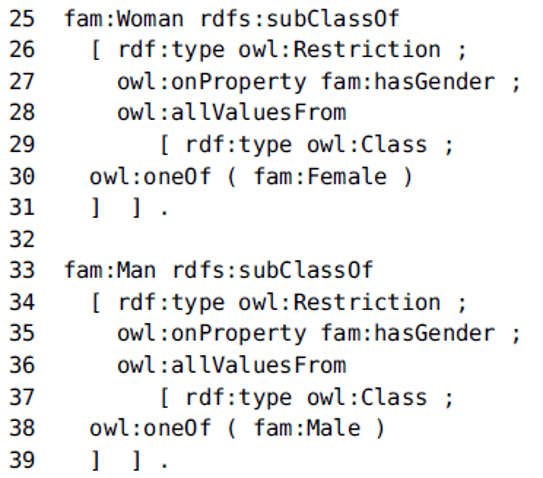 25 fam:Woman rdfs:subClassOf
26 [ rdf:type owl:Restriction ;
27 owl:onProperty fam:hasGender ;
28 owl:allValuesFrom
29 [ rdf:type owl:Class ;
30 owl:oneOf ( fam:Female )
31 ] ] .
32
33 fam:Man rdfs:subClassOf
34 [ rdf:type owl:Restriction ;
35 owl:onProperty fam:hasGender ;
36 owl:allValuesFrom
37 [ rdf:type owl:Class ;
38 owl:oneOf ( fam:Male )
39 ] ] .